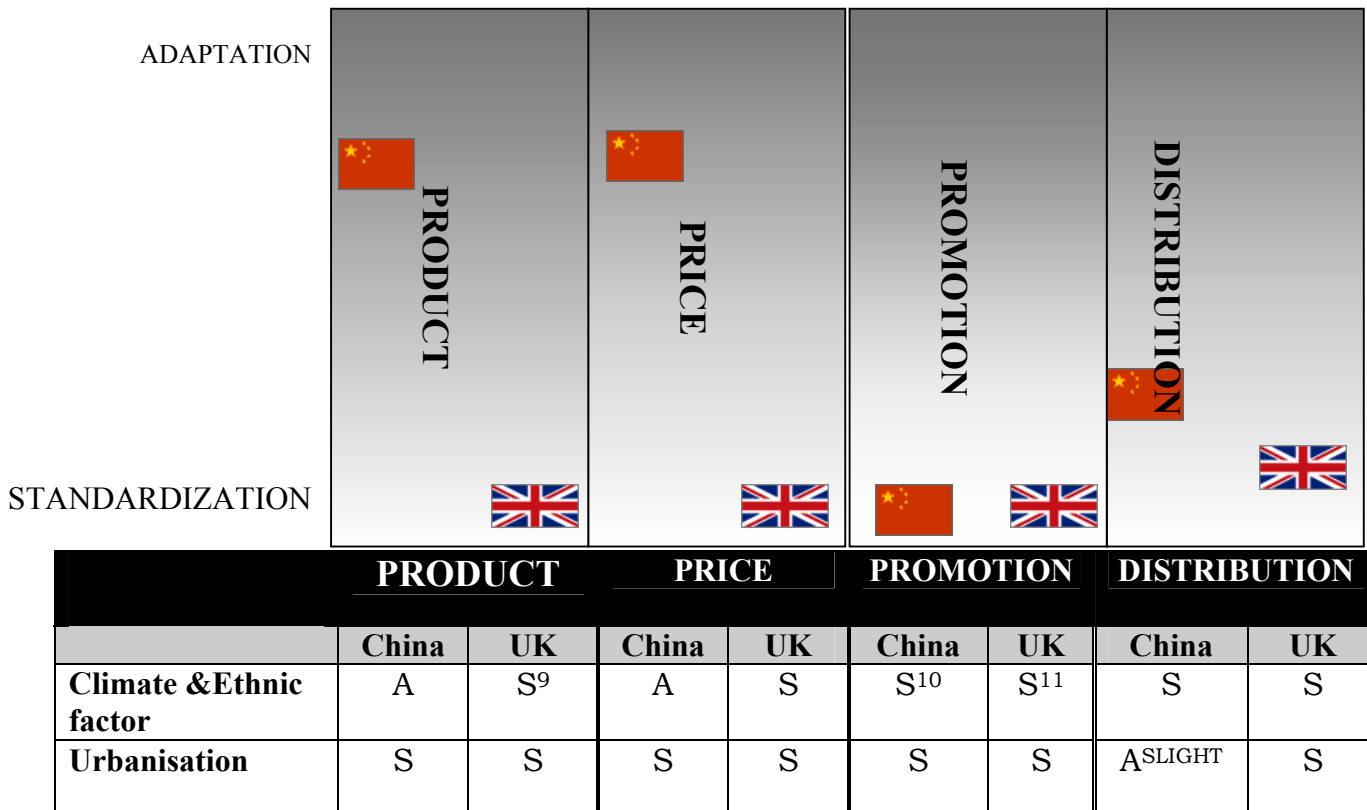 ADAPTATION
PRODUCT
PRICE
PROMOTION
DISTRIBUTION
STANDARDIZATION
PRODUCT PRICE PROMOTION DISTRIBUTION
China UK China UK China UK China UK
Climate &Ethnic A S9 A S S10 S11 S S
factor
Urbanisation S S S S S S ASLIGHT S